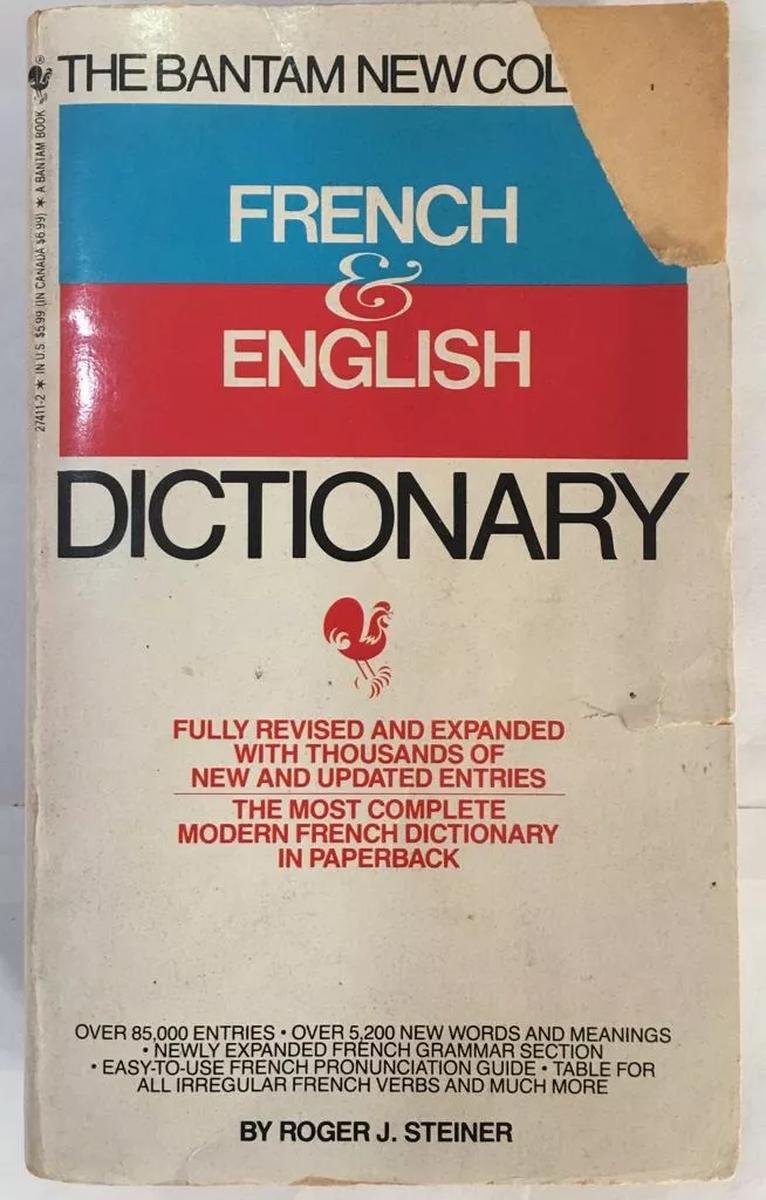 THE BANTAM NEW COL
FRENCH
&
ENGLISH
DICTIONARY
FULLY REVISED AND EXPANDED
WITH THOUSANDS OF
NEW AND UPDATED ENTRIES
THE MOST COMPLETE
MODERN FRENCH DICTIONARY
IN PAPERBACK
OVER 85,000 ENTRIES • OVER 5,200 NEW WORDS AND MEANINGS
• NEWLY EXPANDED FRENCH GRAMMAR SECTION
• EASY-TO-USE FRENCH PRONUNCIATION GUIDE • TABLE FOR
ALL IRREGULAR FRENCH VERBS AND MUCH MORE
BY ROGER J. STEINER
27411-2 * IN U.S. $5.99 (IN CANADA $6.99) * A BANTAM BOOK